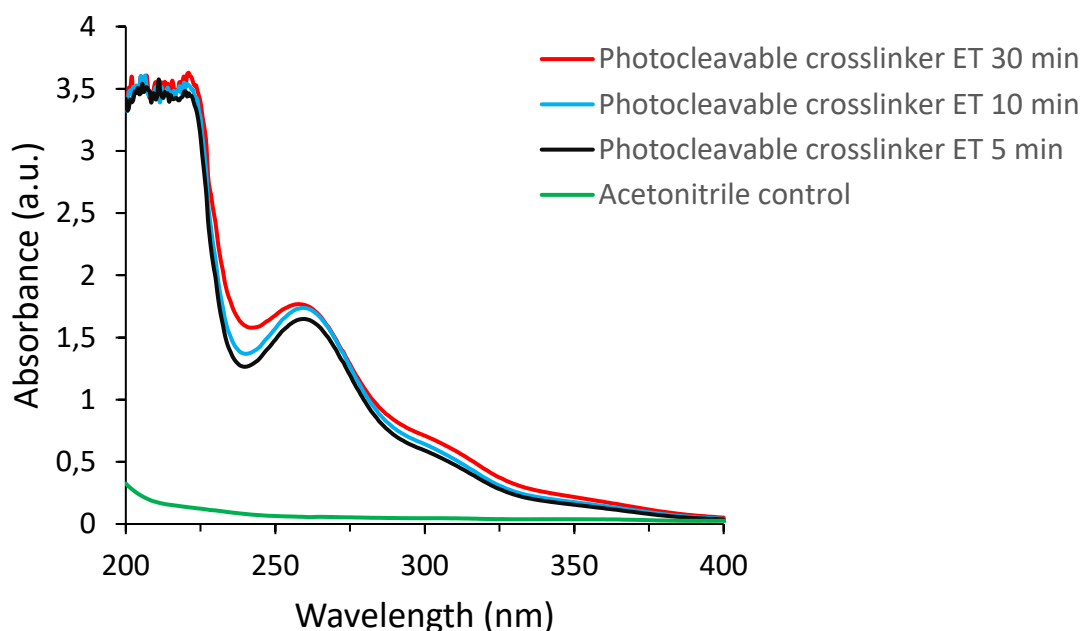 4
3,5
3
2,5
2
1,5
1
0,5
0
Absorbance (a.u.)
200
250
300
350
400
Wavelength (nm)
Photocleavable crosslinker ET 30 min
Photocleavable crosslinker ET 10 min
Photocleavable crosslinker ET 5 min
Acetonitrile control